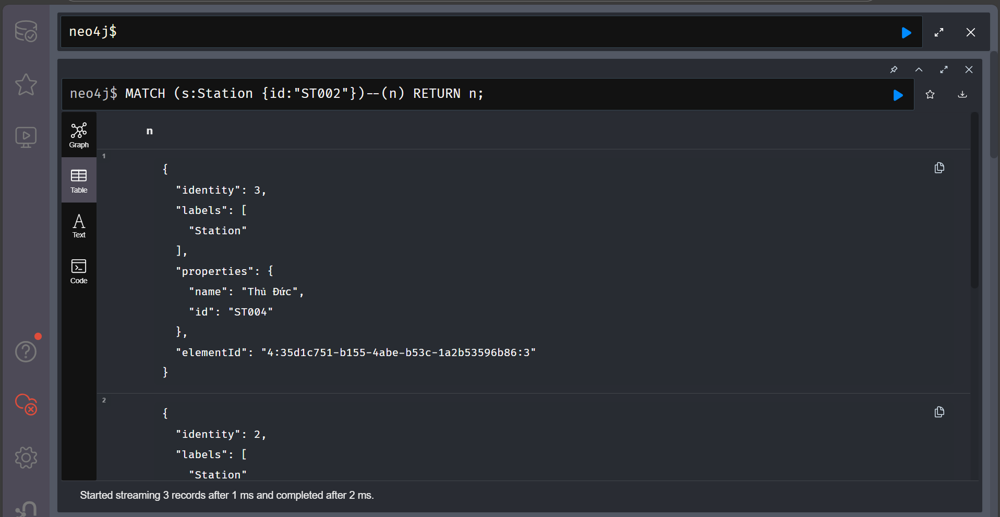 neo4j$
neo4j$ MATCH (s:Station {id:"ST002"})--(n) RETURN n;
Graph
Table
Text
Code
n
1
{
"identity": 3,
"labels": [
"Station"
],
"properties": {
"name": "Thủ Đức",
"id": "ST004"
},
"elementId": "4:35d1c751-b155-4abe-b53c-1a2b53596b86:3"
}
2
{
"identity": 2,
"labels": [
"Station"
Started streaming 3 records after 1 ms and completed after 2 ms.